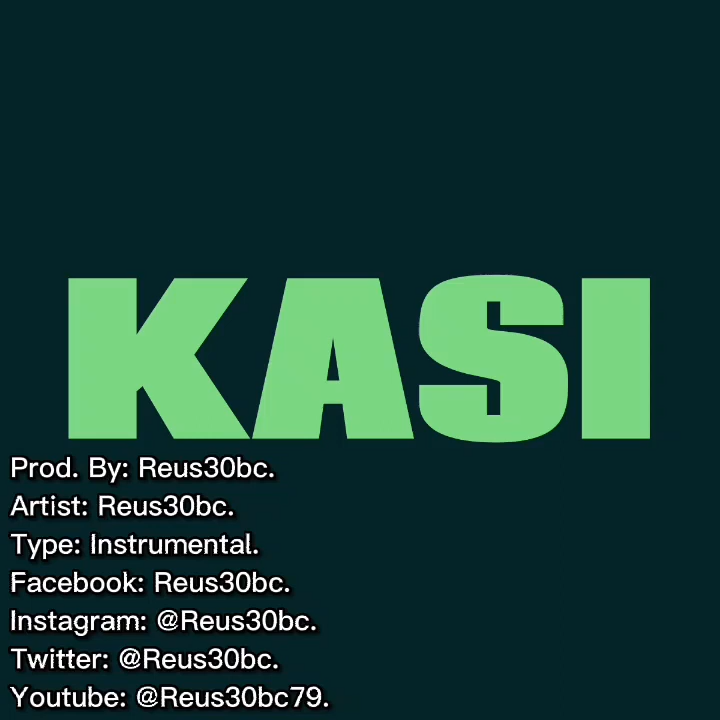 KASI
Prod. By: Reus30bc.
Artist: Reus30bc.
Type: Instrumental.
Facebook: Reus30bc.
Instagram: @Reus30bc.
Twitter: @Reus30bc.
Youtube: @Reus30bc79.